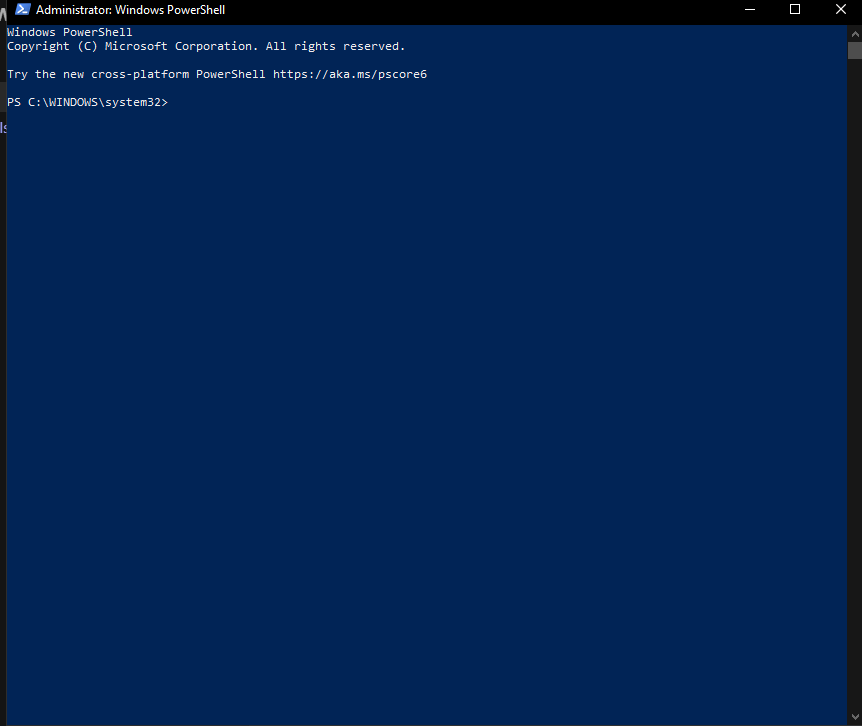 Administrator: Windows PowerShell
Windows PowerShell
Copyright (C) Microsoft Corporation. All rights reserved.
Try the new cross-platform PowerShell https://aka.ms/pscore6
PS C:\WINDOWS\system32>